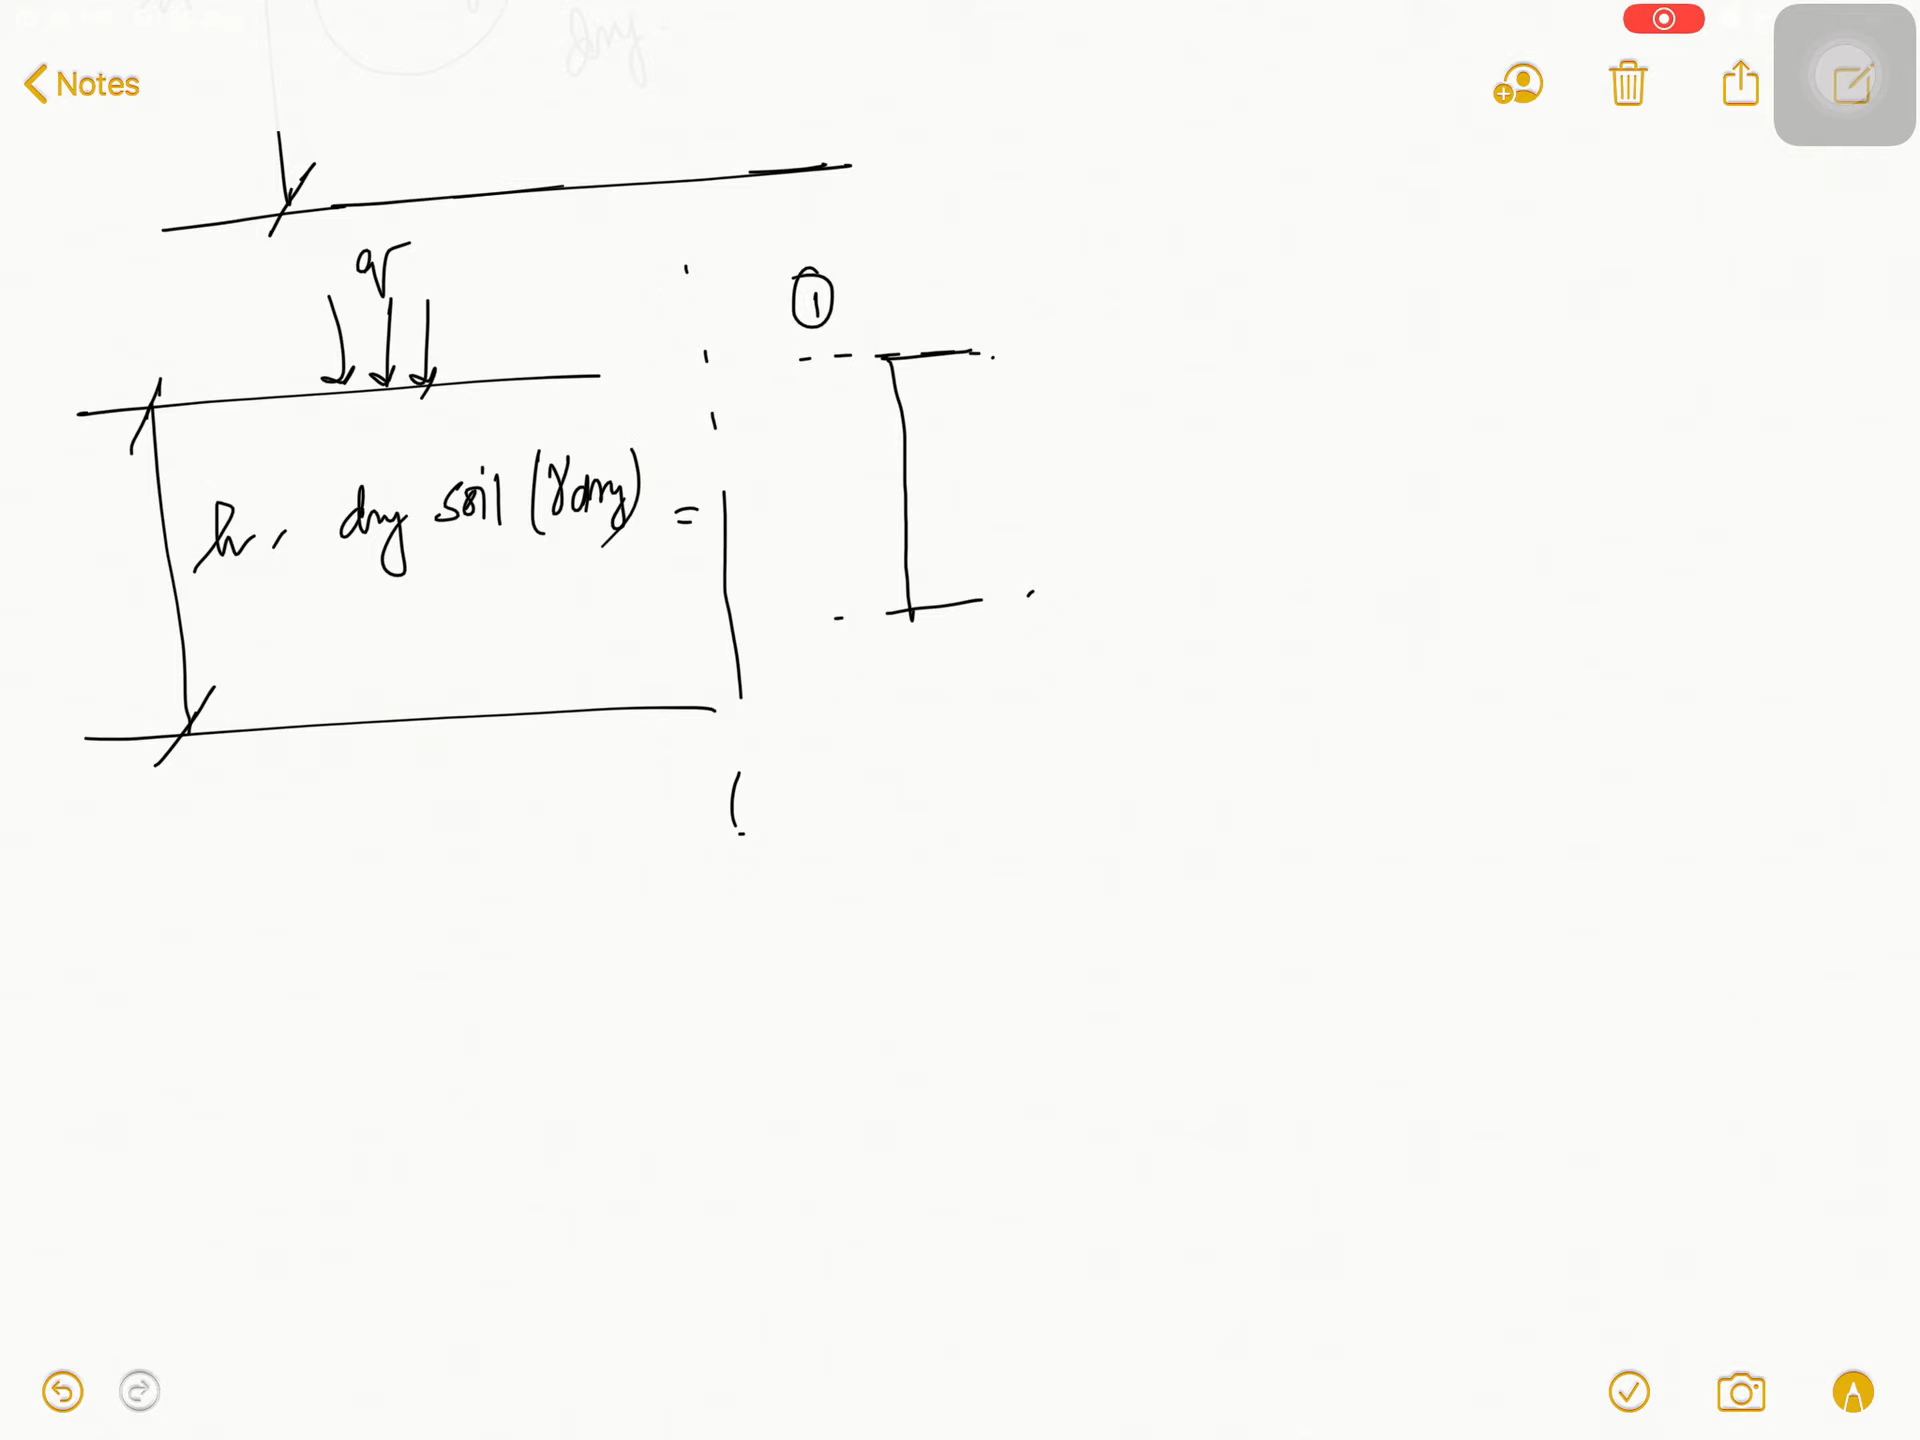 Notes
q
①
h, dry soil (γdry) =